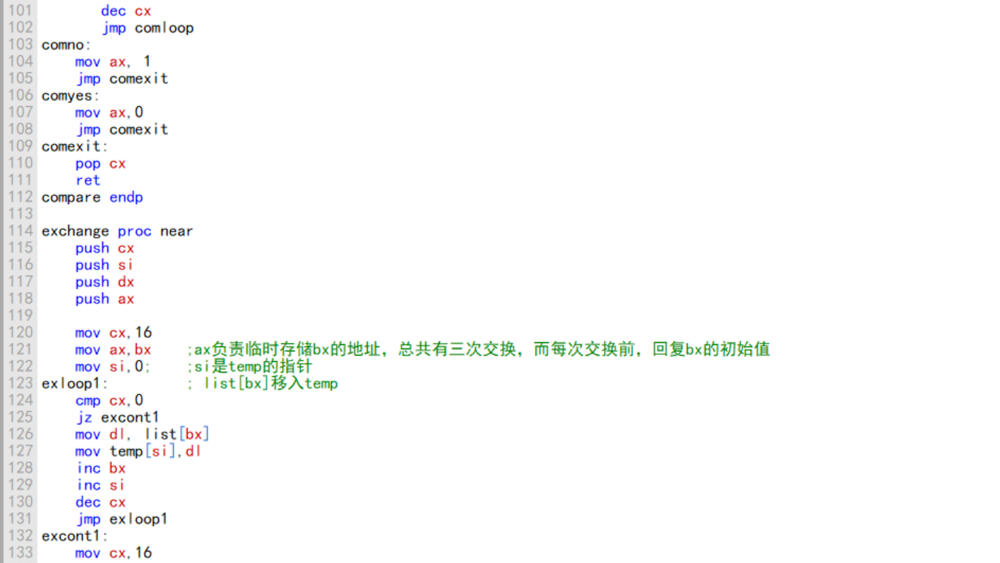 101 dec cx
102 jmp comloop
103 comno:
104 mov ax, 1
105 jmp comexit
106 comyes:
107 mov ax,0
108 jmp comexit
109 comexit:
110 pop cx
111 ret
112 compare endp
113
114 exchange proc near
115 push cx
116 push si
117 push dx
118 push ax
119
120 mov cx,16
121 mov ax,bx ;ax负责临时存储bx的地址，总共有三次交换，而每次交换前，回复bx的初始值
122 mov si,0; ;si是temp的指针
123 exloop1: ; list[bx]移入temp
124 cmp cx,0
125 jz excont1
126 mov dl, list[bx]
127 mov temp[si],dl
128 inc bx
129 inc si
130 dec cx
131 jmp exloop1
132 excont1:
133 mov cx,16